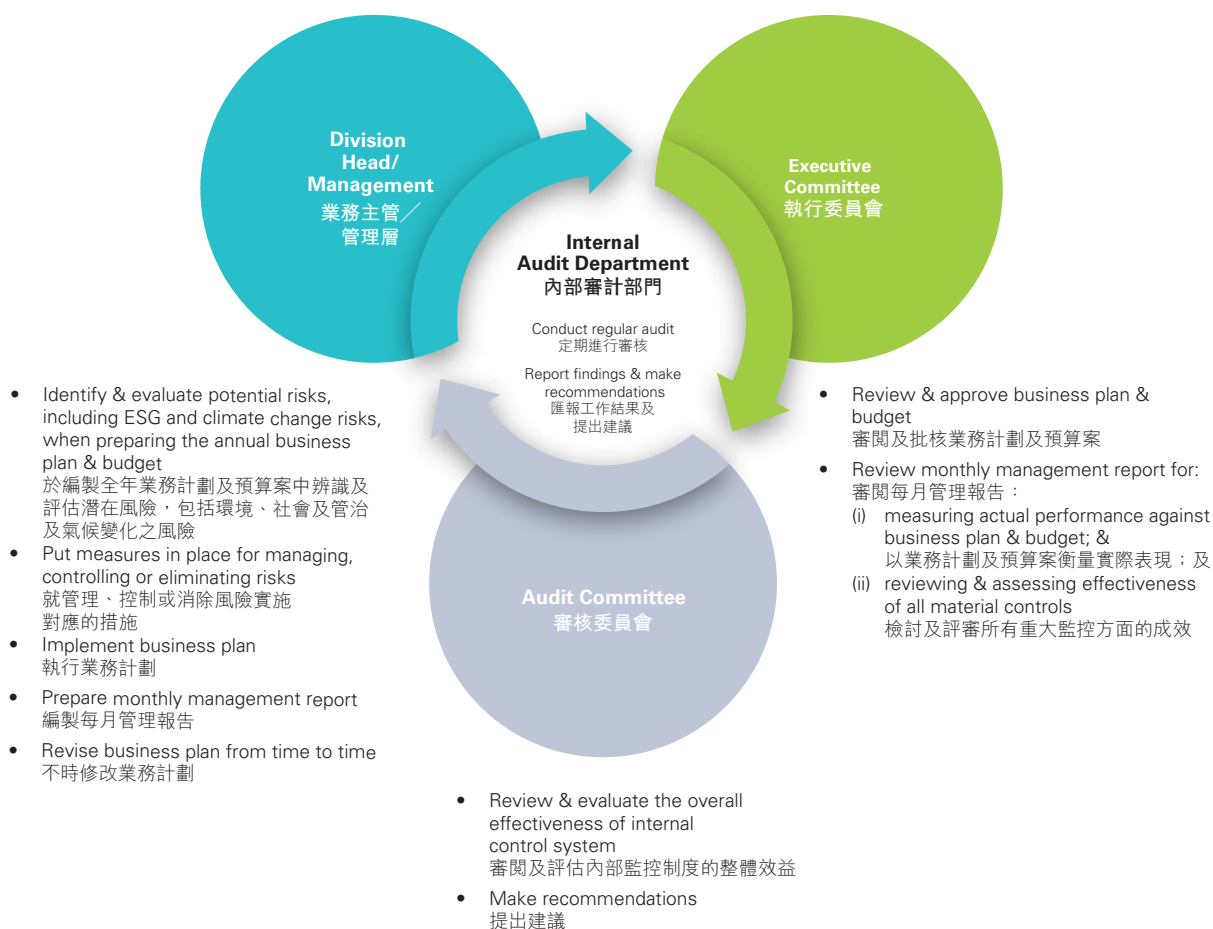 Division
Head/
Management
業務主管／
管理層
Executive
Committee
執行委員會
Internal
Audit Department
內部審計部門
Conduct regular audit
定期進行審核
Report findings & make
recommendations
匯報工作結果及
提出建議
Audit Committee
審核委員會
• Identify & evaluate potential risks,
including ESG and climate change risks,
when preparing the annual business
plan & budget
於編製全年業務計劃及預算案中辨識及
評估潛在風險，包括環境、社會及管治
及氣候變化之風險
• Put measures in place for managing,
controlling or eliminating risks
就管理、控制或消除風險實施
對應的措施
• Implement business plan
執行業務計劃
• Prepare monthly management report
編製每月管理報告
• Revise business plan from time to time
不時修改業務計劃
• Review & approve business plan &
budget
審閱及批核業務計劃及預算案
• Review monthly management report for:
審閱每月管理報告：
(i) measuring actual performance against
business plan & budget; &
以業務計劃及預算案衡量實際表現；及
(ii) reviewing & assessing effectiveness
of all material controls
檢討及評審所有重大監控方面的成效
• Review & evaluate the overall
effectiveness of internal
control system
審閱及評估內部監控制度的整體效益
• Make recommendations
提出建議